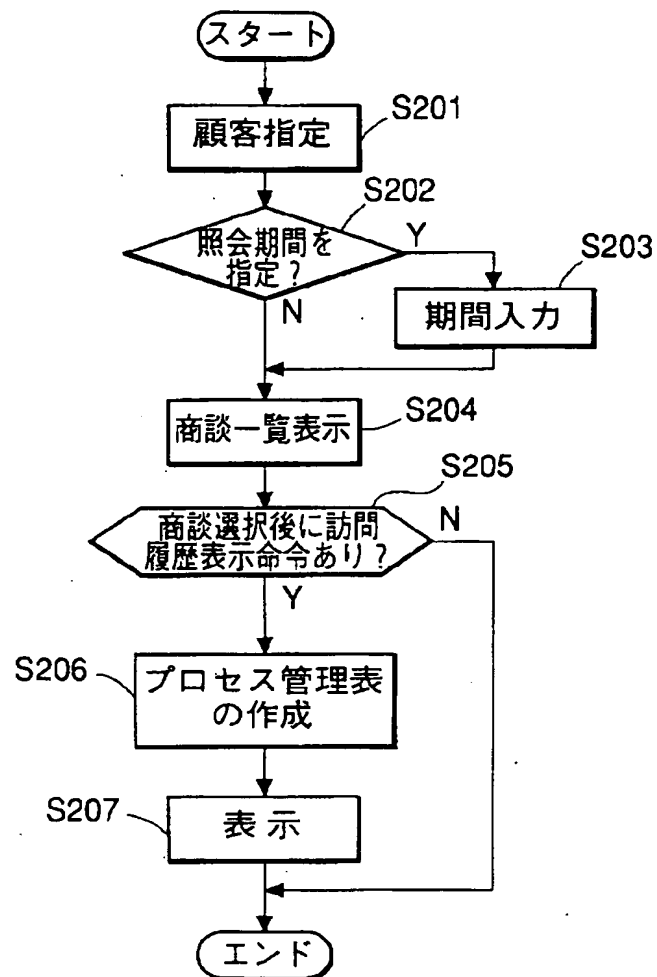 スタート
S201
顧客指定
S202
照会期間を
指定?
Y
N
S203
期間入力
S204
商談一覧表示
S205
商談選択後に訪問
履歴表示命令あり?
N
Y
S206
プロセス管理表
の作成
S207
表示
エンド